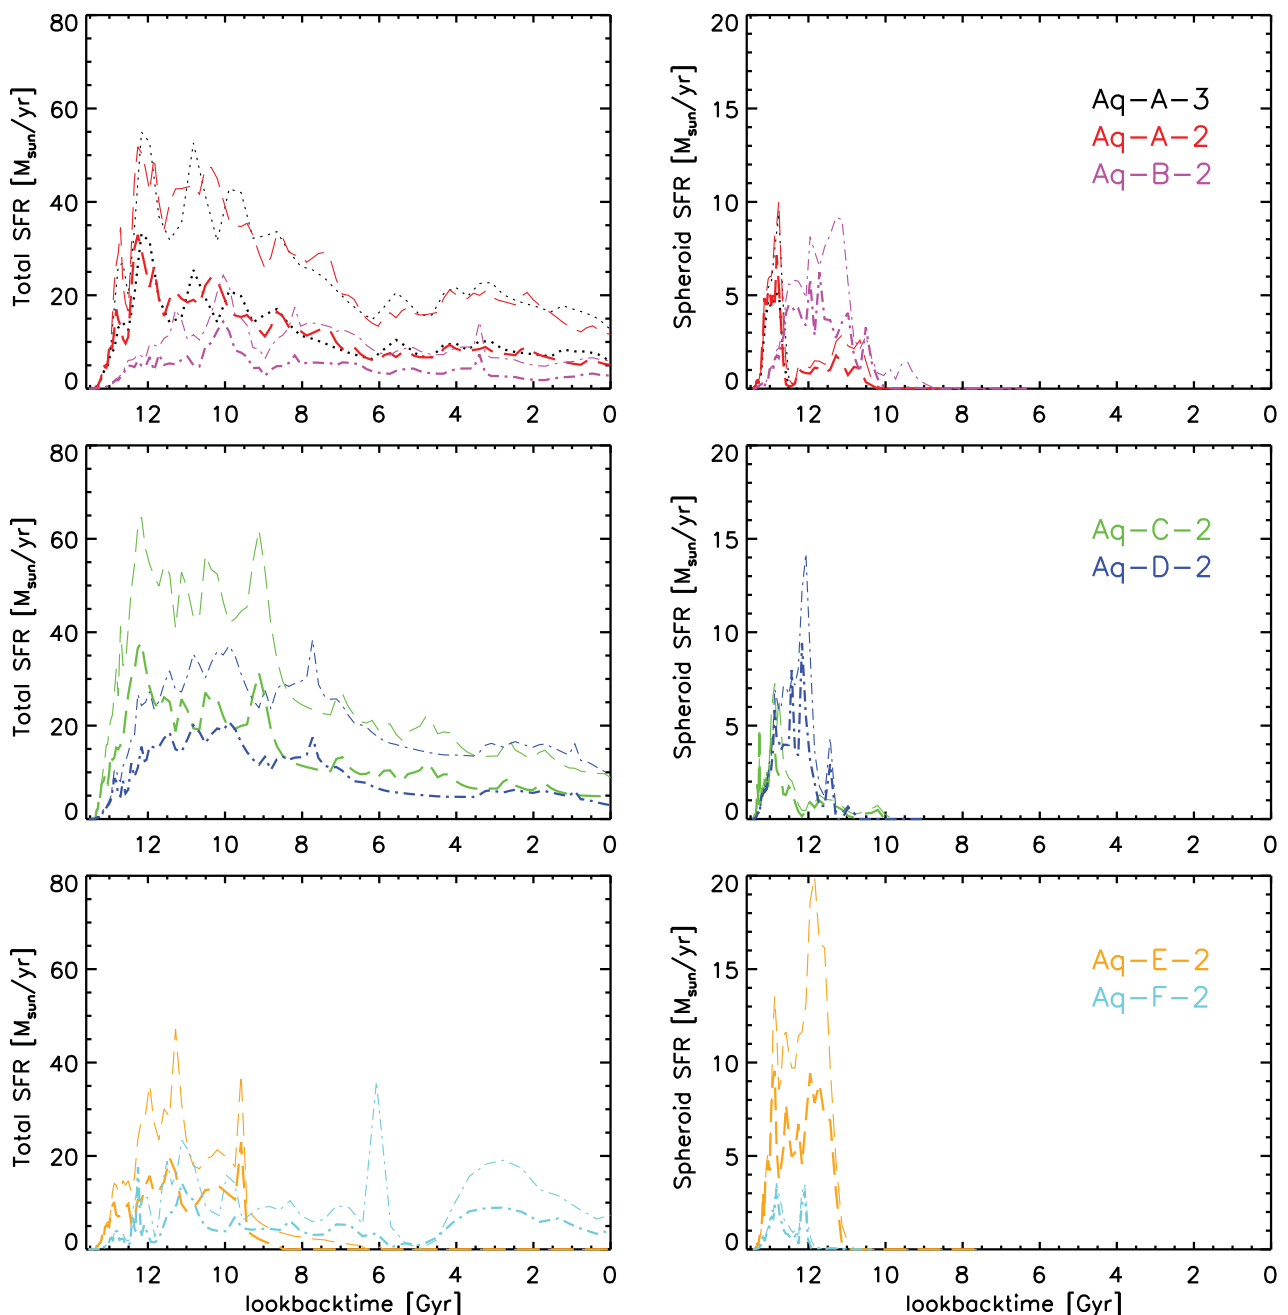 80
60
40
20
0
Total SFR [Msun/yr]
12 10 8 6 4 2 0
20
15
10
5
0
Spheroid SFR [Msun/yr]
Aq-A-3
Aq-A-2
Aq-B-2
12 10 8 6 4 2 0
80
60
40
20
0
Total SFR [Msun/yr]
12 10 8 6 4 2 0
20
15
10
5
0
Spheroid SFR [Msun/yr]
Aq-C-2
Aq-D-2
12 10 8 6 4 2 0
80
60
40
20
0
Total SFR [Msun/yr]
12 10 8 6 4 2 0
lookbacktime [Gyr]
20
15
10
5
0
Spheroid SFR [Msun/yr]
Aq-E-2
Aq-F-2
12 10 8 6 4 2 0
lookbacktime [Gyr]